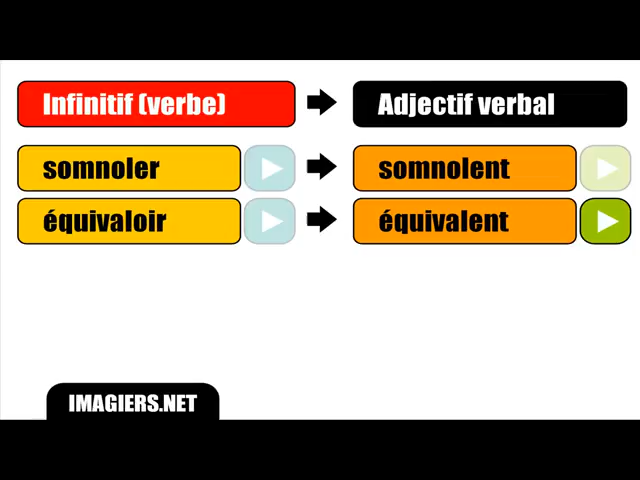 Infinitif (verbe) Adjectif verbal
somnoler somnolent
équivaloir équivalent
IMAGIERS.NET